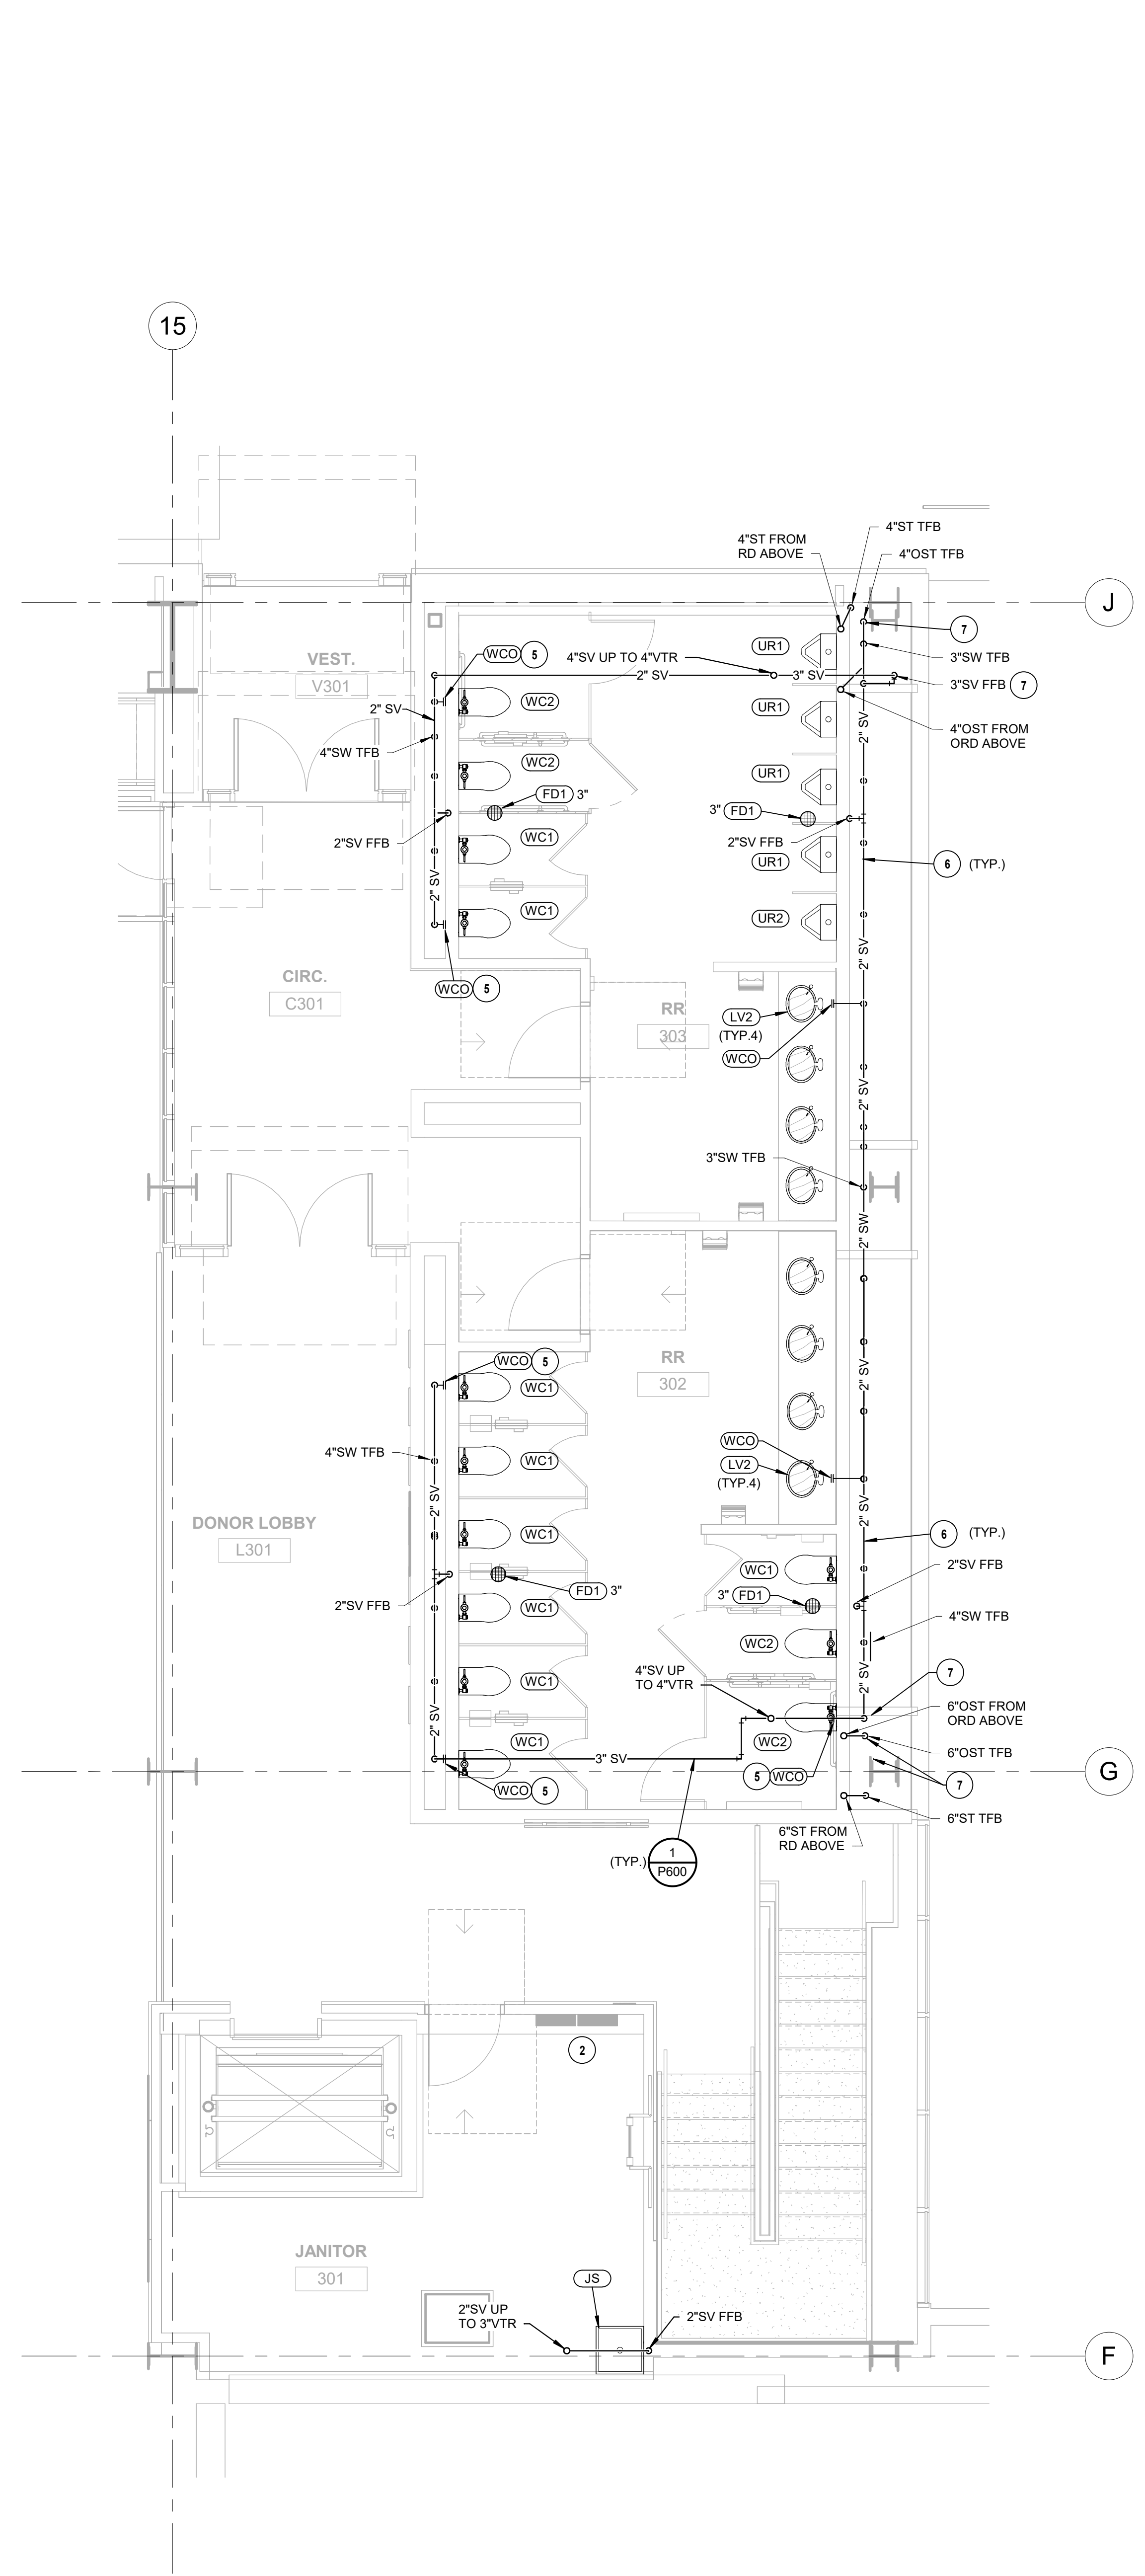 15
4"ST TFB
4"ST FROM
RD ABOVE
4"OST TFB
J
7
UR1
3"SW TFB
WCO 5
4"SV UP TO 4"VTR
VEST.
V301
2" SV
3" SV
3"SV FFB 7
WC2
2" SV
UR1
2" SV
4"OST FROM
ORD ABOVE
4"SW TFB
WC2
UR1
FD1 3"
3" FD1
2"SV FFB
WC1
2"SV FFB
UR1
6 (TYP.)
2" SV
WC1
UR2
2" SV
CIRC.
C301
WCO 5
RR
303
LV2
(TYP.4)
WCO
2" SV
3"SW TFB
2" SW
WCO 5
WC1
RR
302
2" SV
4"SW TFB
WC1
WCO
LV2
(TYP.4)
2" SV
DONOR LOBBY
L301
2" SV
WC1
6 (TYP.)
2"SV FFB
WC1
FD1 3"
3" FD1
2"SV FFB
WC1
4"SW TFB
WC2
4"SV UP
TO 4"VTR
WC1
2" SV
7
6"OST FROM
ORD ABOVE
2" SV
WC1
WC2
6"OST TFB
3" SV
G
WCO 5
5 WCO
7
6"ST TFB
6"ST FROM
RD ABOVE
(TYP.)
1
P600
2
JANITOR
301
JS
2"SV UP
TO 3"VTR
2"SV FFB
F